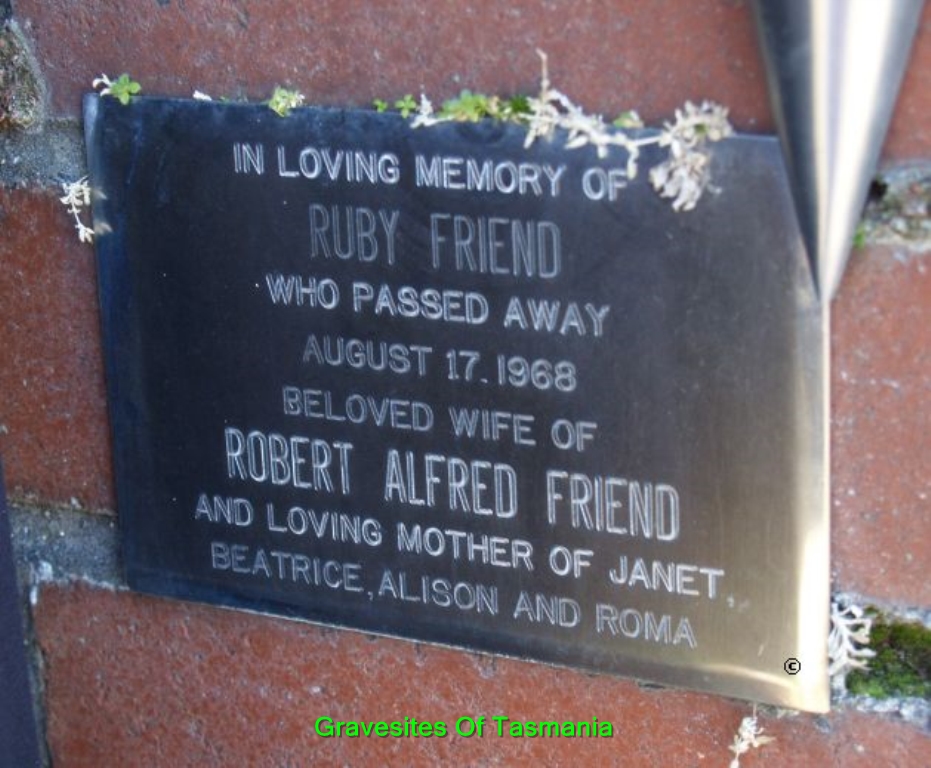 IN LOVING MEMORY OF
RUBY FRIEND
WHO PASSED AWAY
AUGUST 17. 1968
BELOVED WIFE OF
ROBERT ALFRED FRIEND
AND LOVING MOTHER OF JANET,
BEATRICE, ALISON AND ROMA
©
Gravesites Of Tasmania